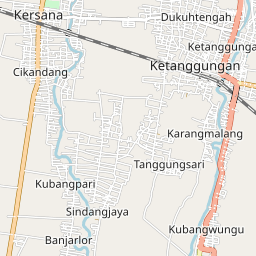 Kersana
Dukuhtengah
Ketanggungan
Ketanggungan
Cikandang
Karangmalang
Tanggungsari
Kubangpari
Sindangjaya
Kubangwungu
Banjarlor